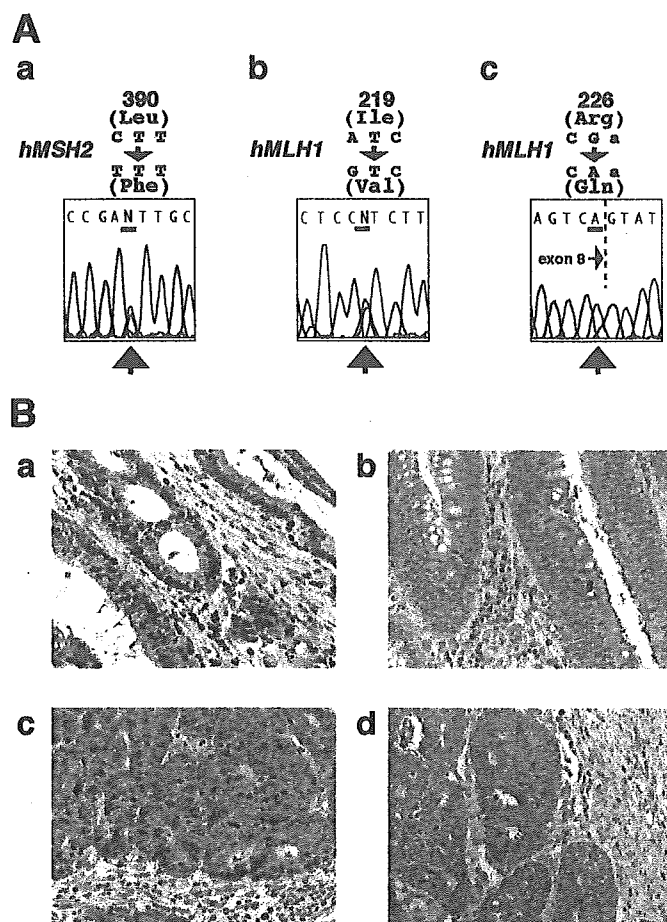 A
a b c
390 219 226
(Leu) (Ile) (Arg)
C T T A T C C G a
hMSH2 hMLH1 hMLH1
T T T G T C C A a
(Phe) (Val) (Gln)
C C G A N T T G C C T C C N T C T T A G T C A G T A T
exon 8
B
a b
c d